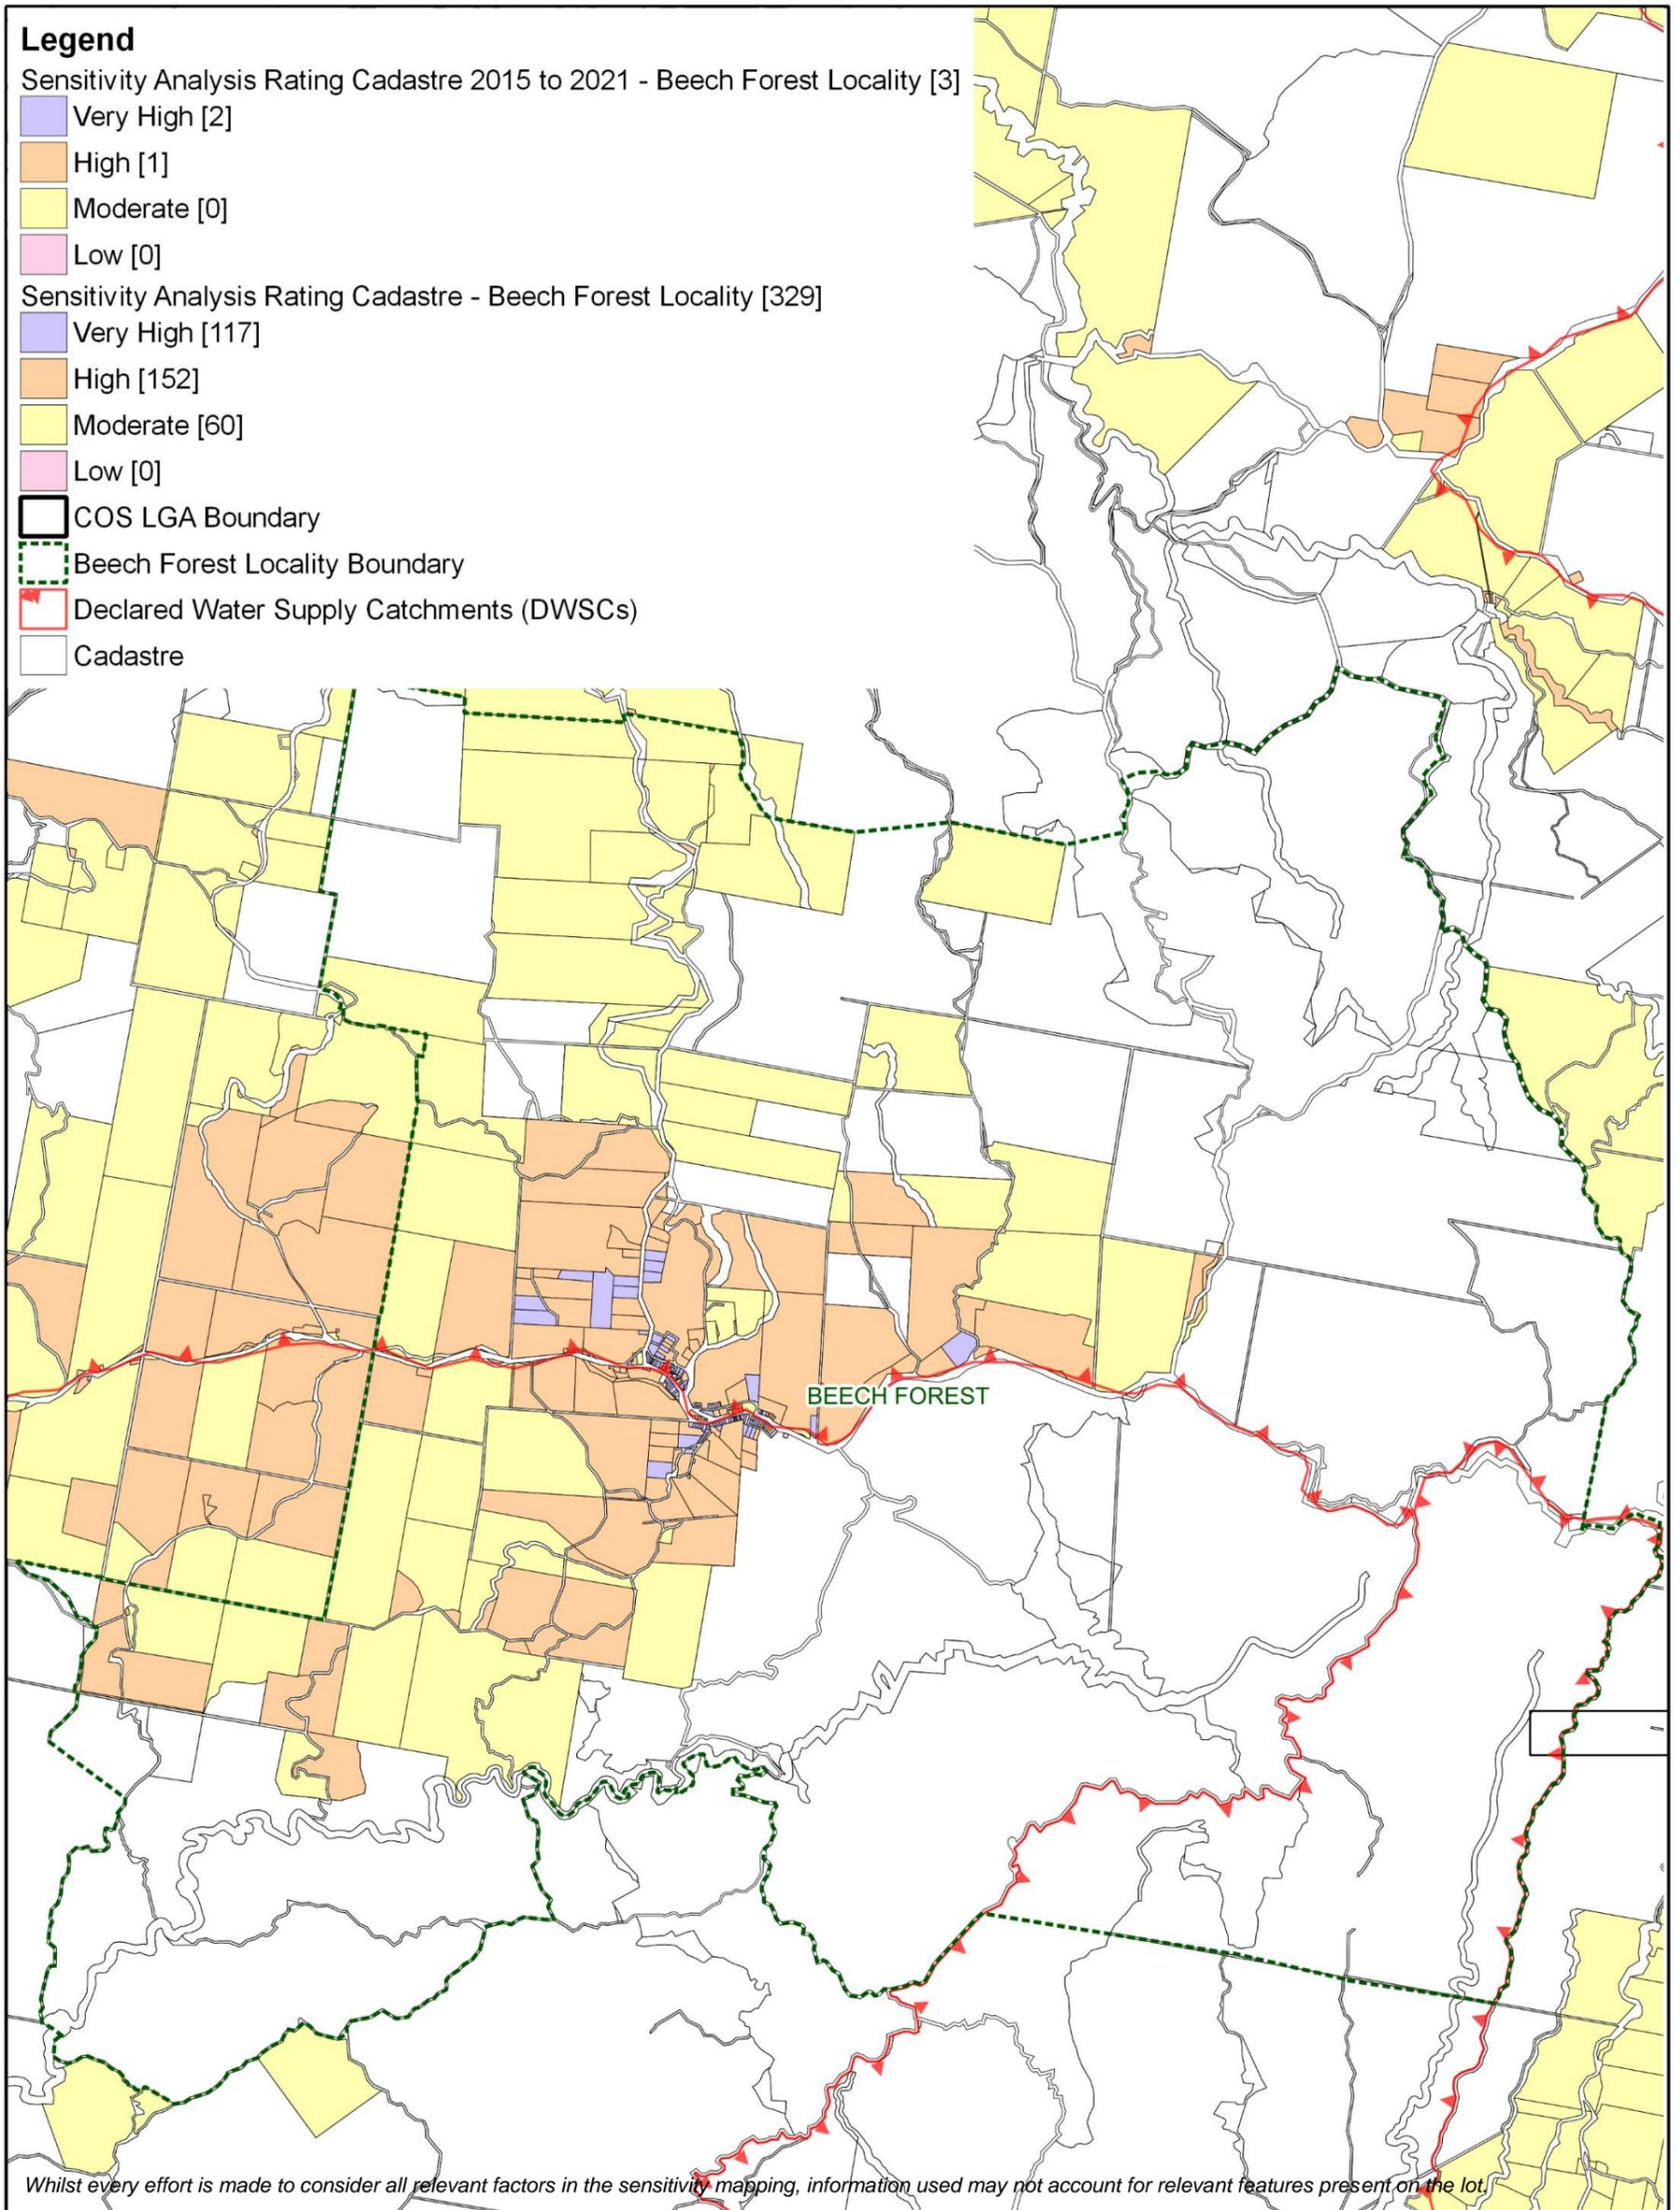 Legend
Sensitivity Analysis Rating Cadastre 2015 to 2021 - Beech Forest Locality [3]
Very High [2]
High [1]
Moderate [0]
Low [0]
Sensitivity Analysis Rating Cadastre - Beech Forest Locality [329]
Very High [117]
High [152]
Moderate [60]
Low [0]
COS LGA Boundary
Beech Forest Locality Boundary
Declared Water Supply Catchments (DWSCs)
Cadastre
BEECH FOREST
Whilst every effort is made to consider all relevant factors in the sensitivity mapping, information used may not account for relevant features present on the lot.